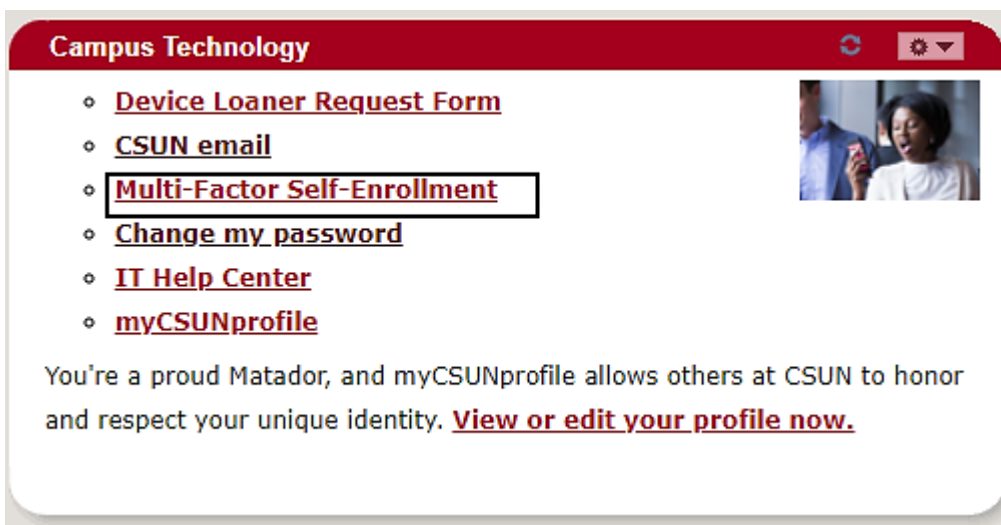 Campus Technology
Device Loaner Request Form
CSUN email
Multi-Factor Self-Enrollment
Change my password
IT Help Center
myCSUNprofile
You're a proud Matador, and myCSUNprofile allows others at CSUN to honor
and respect your unique identity. View or edit your profile now.